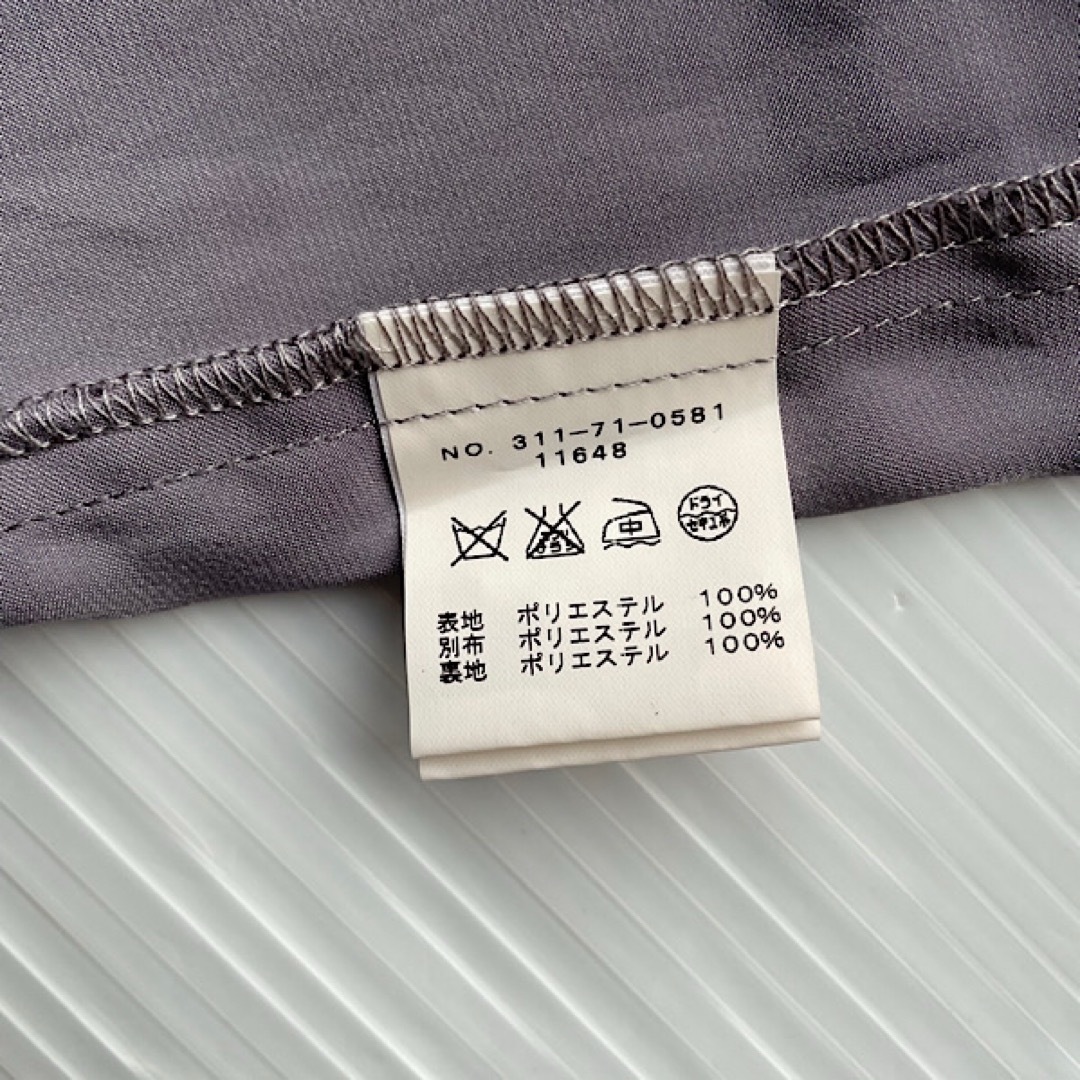 NO. 311-71-0581
11648
中
ドライ
セキユ系
表地 ポリエステル 100%
別布 ポリエステル 100%
裏地 ポリエステル 100%